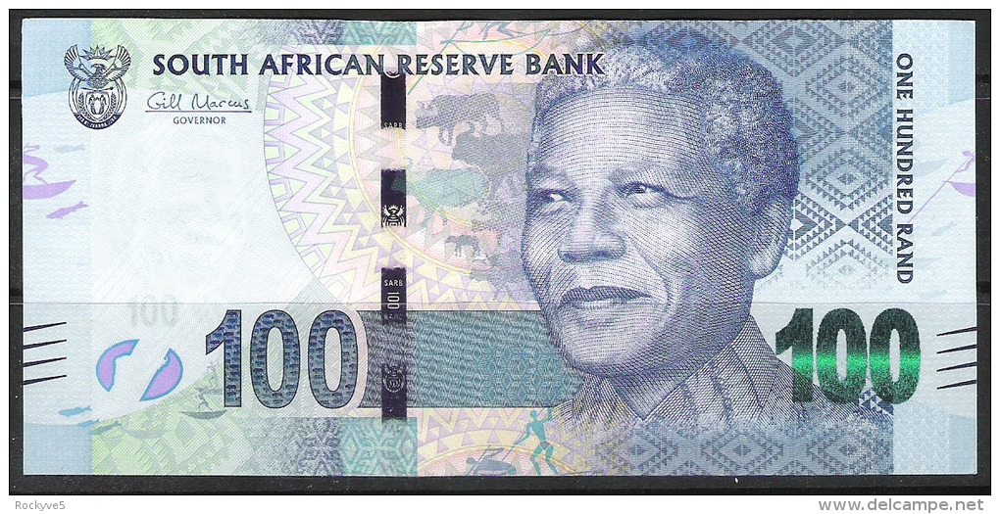 SOUTH AFRICAN RESERVE BANK
Gill Marcus
GOVERNOR
ONE HUNDRED RAND
SARB
SARB
100
RAND
100
100
100
Rockyve5
delcampe.net